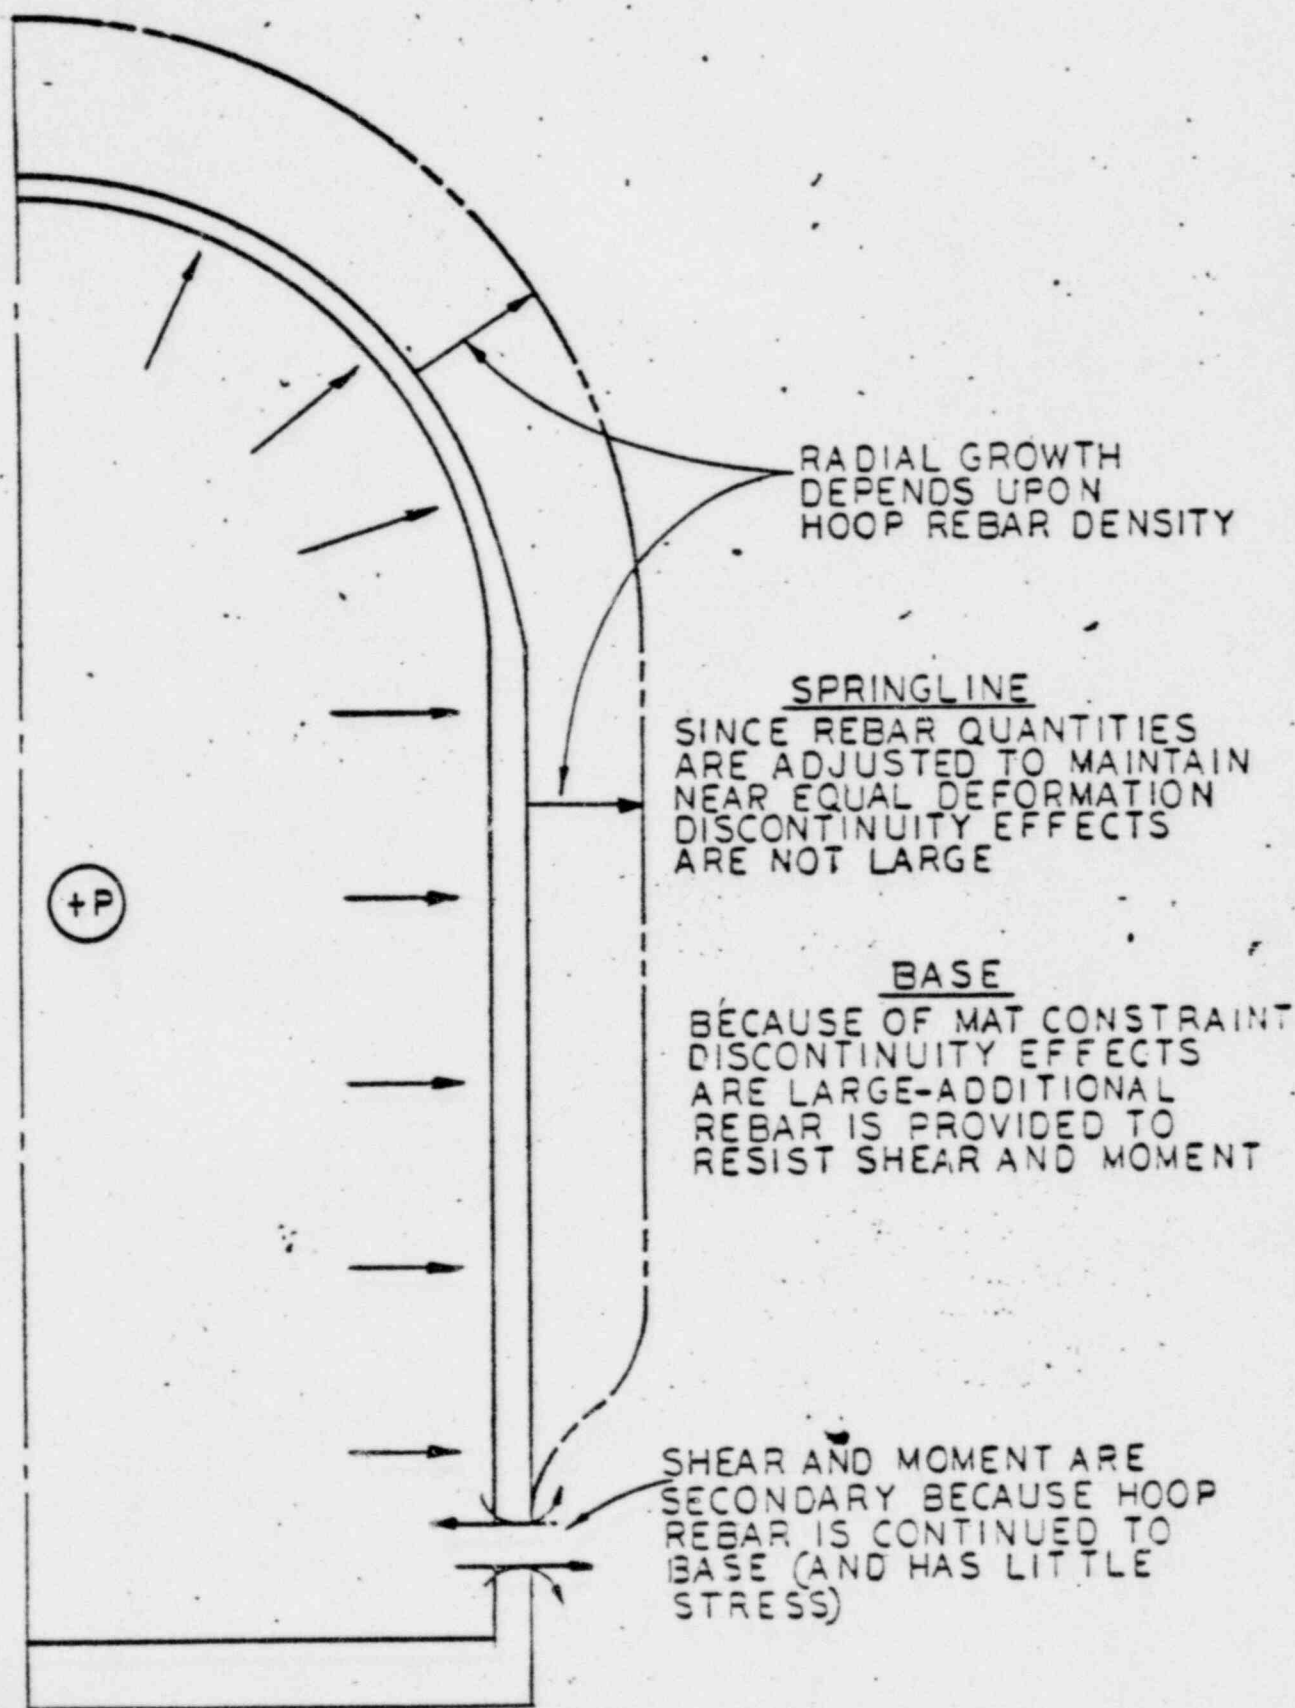 RADIAL GROWTH
DEPENDS UPON
HOOP REBAR DENSITY
SPRINGLINE
SINCE REBAR QUANTITIES
ARE ADJUSTED TO MAINTAIN
NEAR EQUAL DEFORMATION
DISCONTINUITY EFFECTS
ARE NOT LARGE
+P
BASE
BECAUSE OF MAT CONSTRAINT
DISCONTINUITY EFFECTS
ARE LARGE-ADDITIONAL
REBAR IS PROVIDED TO
RESIST SHEAR AND MOMENT
SHEAR AND MOMENT ARE
SECONDARY BECAUSE HOOP
REBAR IS CONTINUED TO
BASE (AND HAS LITTLE
STRESS)